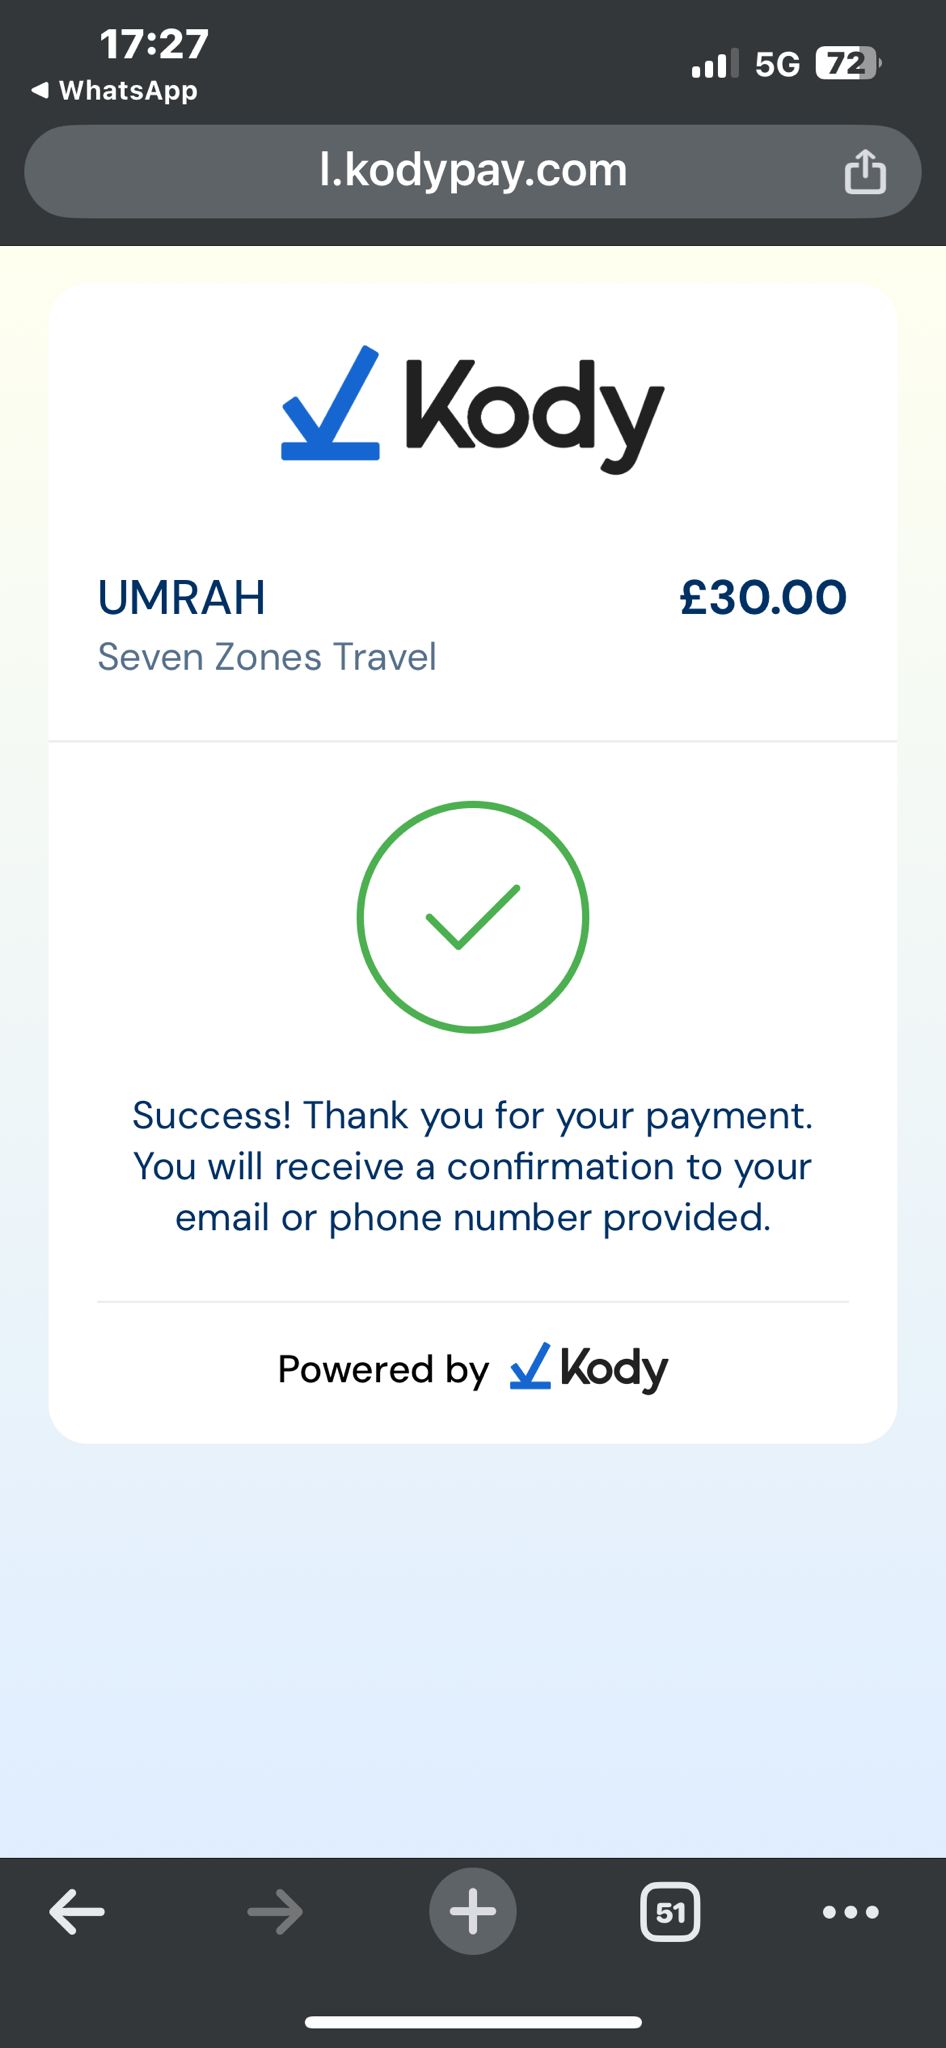 17:27
5G 72
◀ WhatsApp
l.kodypay.com
Kody
UMRAH £30.00
Seven Zones Travel
Success! Thank you for your payment.
You will receive a confirmation to your
email or phone number provided.
Powered by Kody
51